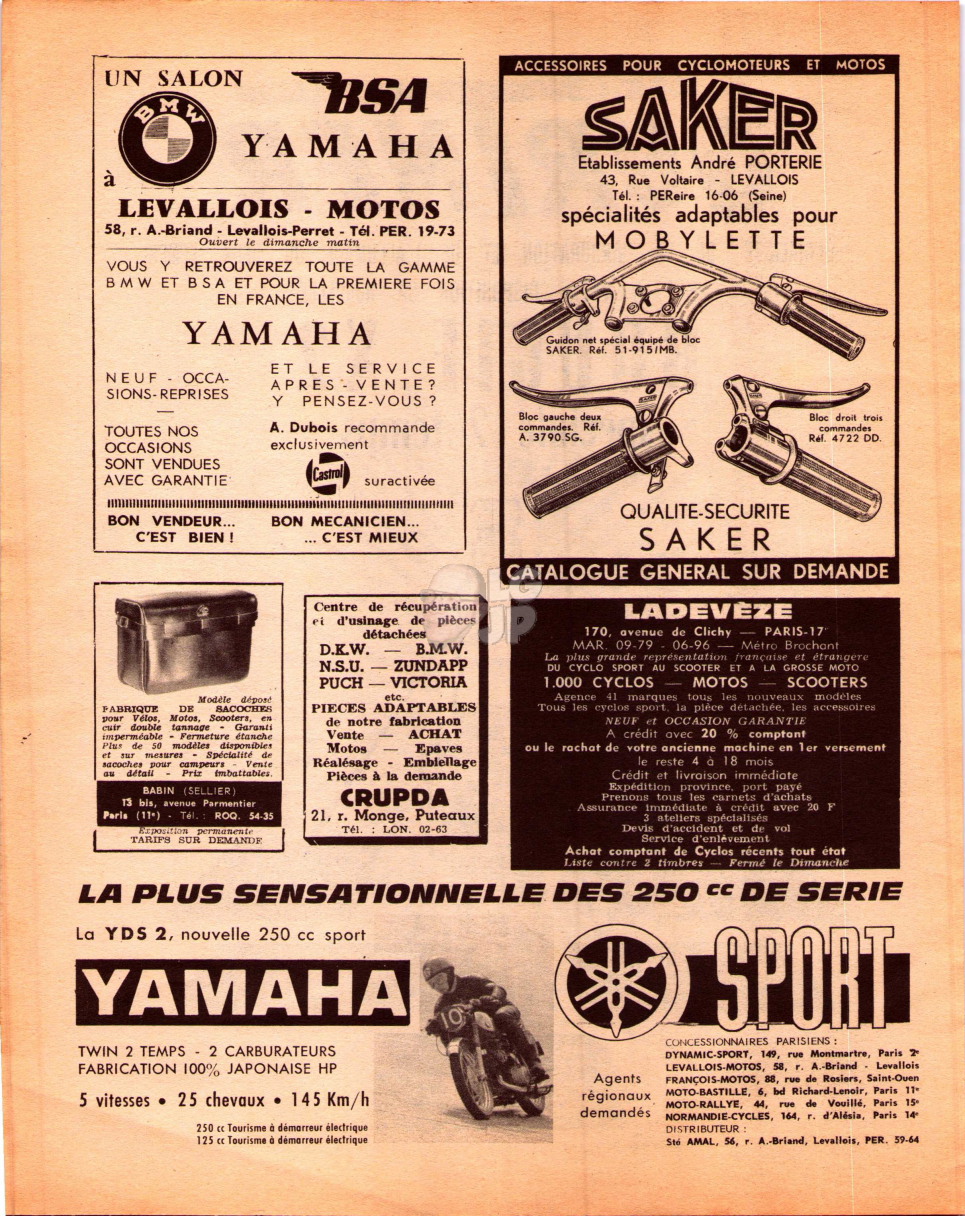 UN SALON
BMW
BSA
YAMAHA
à
LEVALLOIS - MOTOS
58, r. A.-Briand - Levallois-Perret - Tél. PER. 19-73
Ouvert le dimanche matin
VOUS Y RETROUVEREZ TOUTE LA GAMME
BMW ET BSA ET POUR LA PREMIERE FOIS
EN FRANCE, LES
YAMAHA
NEUF - OCCA-
SIONS-REPRISES
TOUTES NOS
OCCASIONS
SONT VENDUES
AVEC GARANTIE
ET LE SERVICE
APRES-VENTE?
Y PENSEZ-VOUS?
A. Dubois recommande
exclusivement
Castrol
suractivée
BON VENDEUR...
C'EST BIEN !
BON MECANICIEN...
... C'EST MIEUX
ACCESSOIRES POUR CYCLOMOTEURS ET MOTOS
SAKER
Etablissements André PORTERIE
43, Rue Voltaire - LEVALLOIS
Tél. : PEReire 16-06 (Seine)
spécialités adaptables pour
MOBYLETTE
Guidon net spécial équipé de bloc
SAKER. Réf. 51-915/MB.
Bloc gauche deux
commandes. Réf.
A. 3790 SG.
Bloc droit trois
commandes
Réf. 4722 DD.
QUALITE-SECURITE
SAKER
CATALOGUE GENERAL SUR DEMANDE
Modèle déposé
FABRIQUE DE SACOCHES
pour Vélos, Motos, Scooters, en
cuir double tannage - Garanti
imperméable - Fermeture étanche
Plus de 50 modèles disponibles
et sur mesures - Spécialité de
sacoches pour campeurs - Vente
au détail - Prix imbattables.
BABIN (SELLIER)
13 bis, avenue Parmentier
Paris (11e) - Tél. : ROQ. 54-35
Exposition permanente
TARIFS SUR DEMANDE
Centre de récupération
et d'usinage de pièces
détachées
D.K.W. — B.M.W.
N.S.U. — ZUNDAPP
PUCH — VICTORIA
etc.
PIECES ADAPTABLES
de notre fabrication
Vente — ACHAT
Motos — Epaves
Réalésage - Embiellage
Pièces à la demande
CRUPDA
21, r. Monge, Puteaux
Tél. : LON. 02-63
LG
JP
LADEVÈZE
170, avenue de Clichy — PARIS-17e
MAR. 09-79 - 06-96 — Métro Brochant
La plus grande représentation française et étrangère
DU CYCLO SPORT AU SCOOTER ET A LA GROSSE MOTO
1.000 CYCLOS — MOTOS — SCOOTERS
Agence 41 marques tous les nouveaux modèles
Tous les cyclos sport, la pièce détachée, les accessoires
NEUF et OCCASION GARANTIE
A crédit avec 20 % comptant
ou le rachat de votre ancienne machine en 1er versement
le reste 4 à 18 mois
Crédit et livraison immédiate
Expédition province, port payé
Prenons tous les carnets d'achats
Assurance immédiate à crédit avec 20 F
3 ateliers spécialisés
Devis d'accident et de vol
Service d'enlèvement
Achat comptant de Cyclos récents tout état
Liste contre 2 timbres — Fermé le Dimanche
LA PLUS SENSATIONNELLE DES 250 cc DE SERIE
La YDS 2, nouvelle 250 cc sport
YAMAHA
TWIN 2 TEMPS - 2 CARBURATEURS
FABRICATION 100% JAPONAISE HP
5 vitesses • 25 chevaux • 145 Km/h
250 cc Tourisme à démarreur électrique
125 cc Tourisme à démarreur électrique
10
SPORT
Agents
régionaux
demandés
CONCESSIONNAIRES PARISIENS :
DYNAMIC-SPORT, 149, rue Montmartre, Paris 2e
LEVALLOIS-MOTOS, 58, r. A.-Briand - Levallois
FRANÇOIS-MOTOS, 88, rue de Rosiers, Saint-Ouen
MOTO-BASTILLE, 6, bd Richard-Lenoir, Paris 11e
MOTO-RALLYE, 44, rue de Vouillé, Paris 15e
NORMANDIE-CYCLES, 164, r. d'Alésia, Paris 14e
DISTRIBUTEUR :
Sté AMAL, 56, r. A.-Briand, Levallois, PER. 59-64